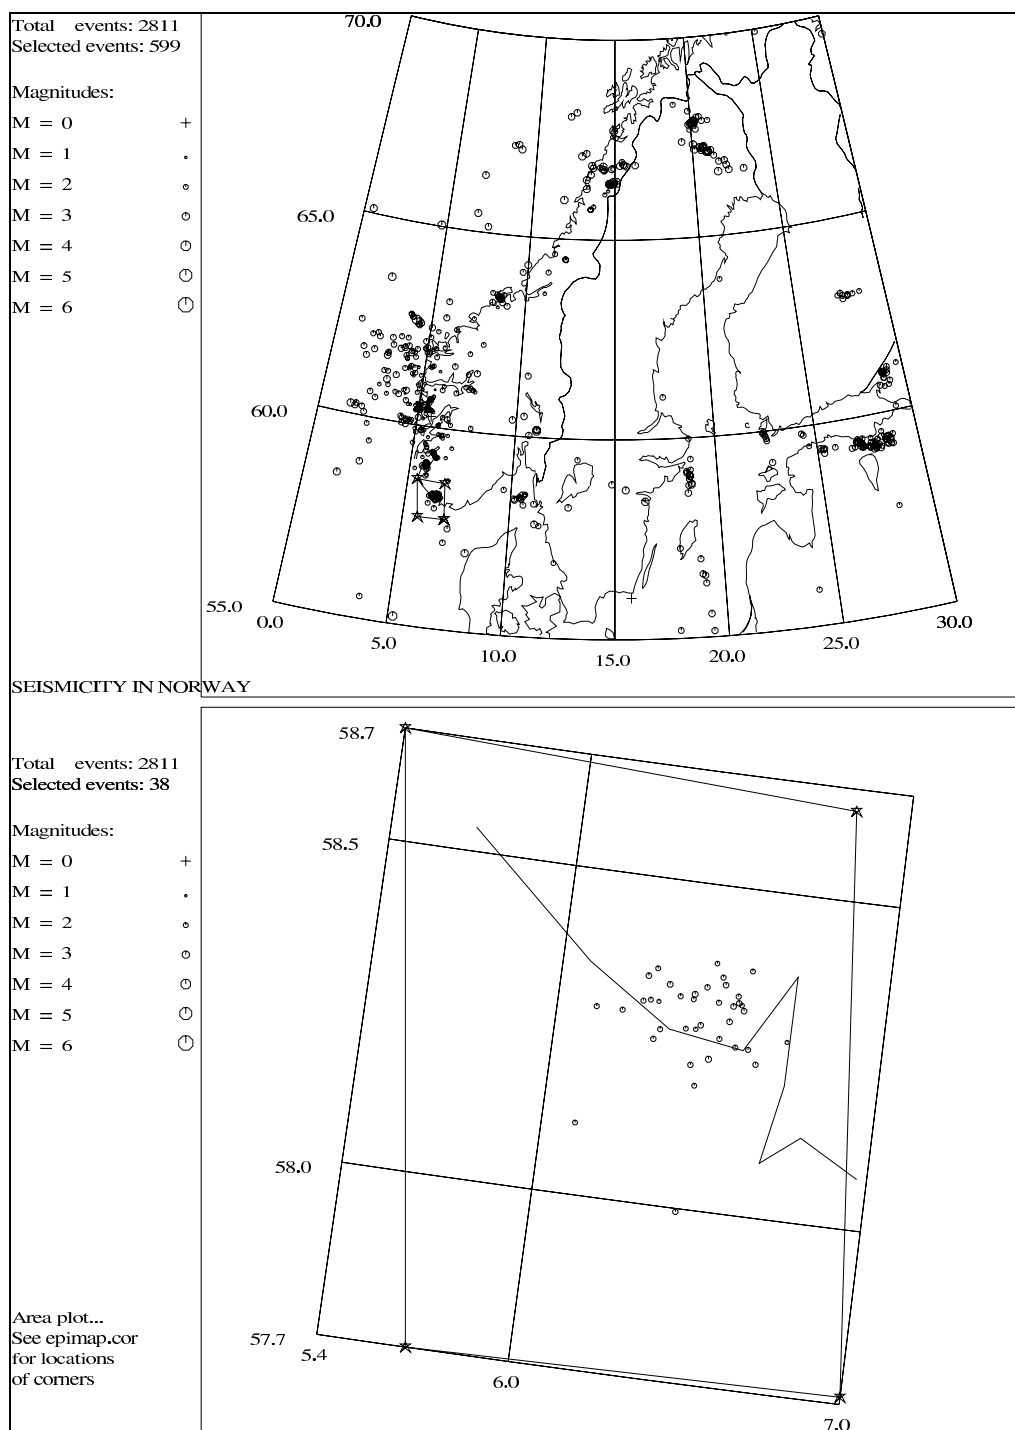 Total events: 2811
Selected events: 599
Magnitudes:
M = 0
M = 1
M = 2
M = 3
M = 4
M = 5
M = 6
70.0
65.0
60.0
55.0
0.0
5.0
10.0
15.0
20.0
25.0
30.0
SEISMICITY IN NORWAY
Total events: 2811
Selected events: 38
Magnitudes:
M = 0
M = 1
M = 2
M = 3
M = 4
M = 5
M = 6
58.7
58.5
58.0
57.7
5.4
6.0
7.0
Area plot...
See epimap.cor
for locations
of corners